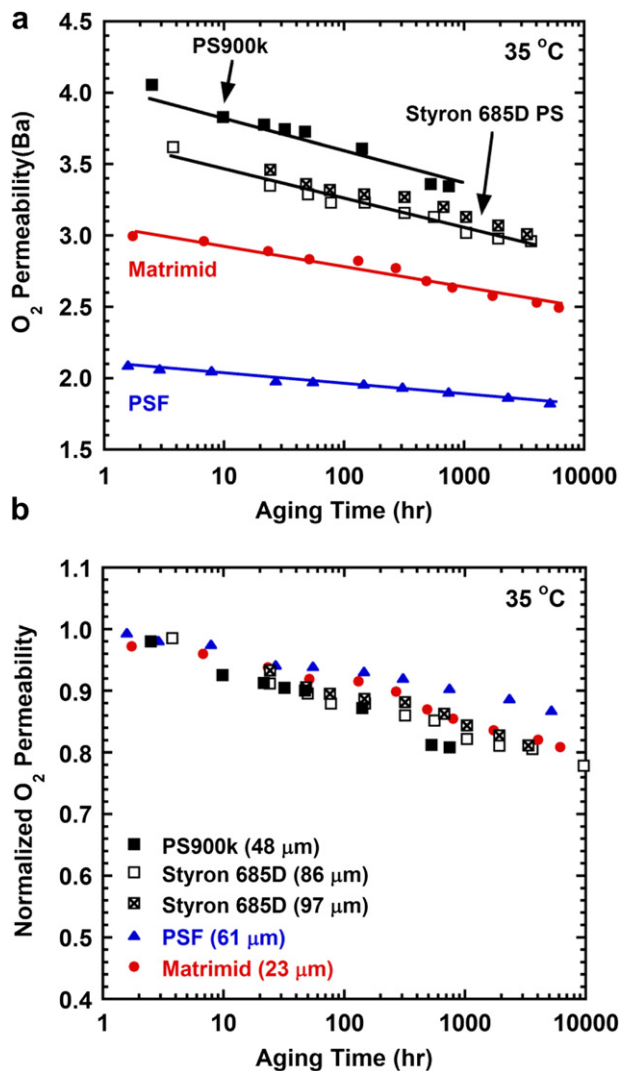 a
4.5
4.0
3.5
3.0
2.5
2.0
1.5
O2 Permeability(Ba)
PS900k
35 °C
Styron 685D PS
Matrimid
PSF
1
10
100
1000
10000
Aging Time (hr)
b
1.1
1.0
0.9
0.8
0.7
0.6
0.5
0.4
Normalized O2 Permeability
35 °C
PS900k (48 μm)
Styron 685D (86 μm)
Styron 685D (97 μm)
PSF (61 μm)
Matrimid (23 μm)
1
10
100
1000
10000
Aging Time (hr)